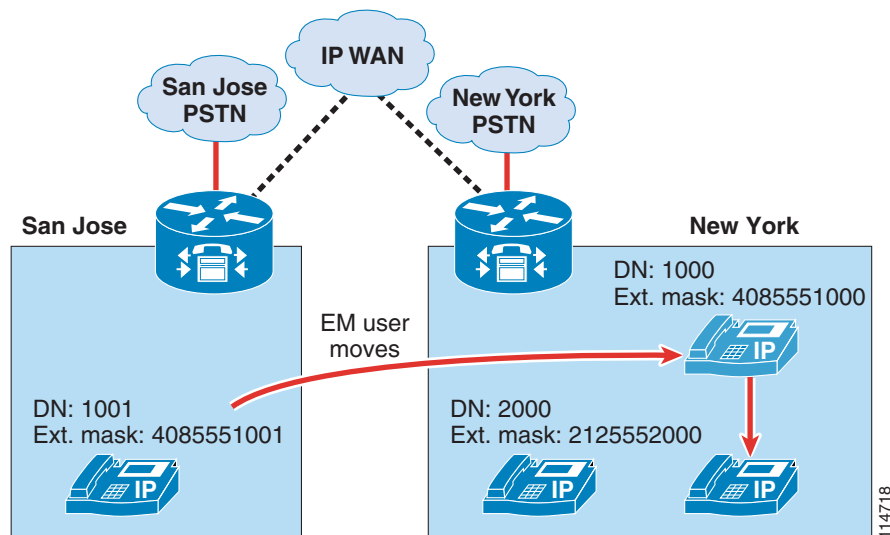 IP WAN
San Jose
PSTN
New York
PSTN
San Jose
New York
DN: 1000
Ext. mask: 4085551000
IP
EM user
moves
DN: 1001
Ext. mask: 4085551001
IP
DN: 2000
Ext. mask: 2125552000
IP
IP
114718